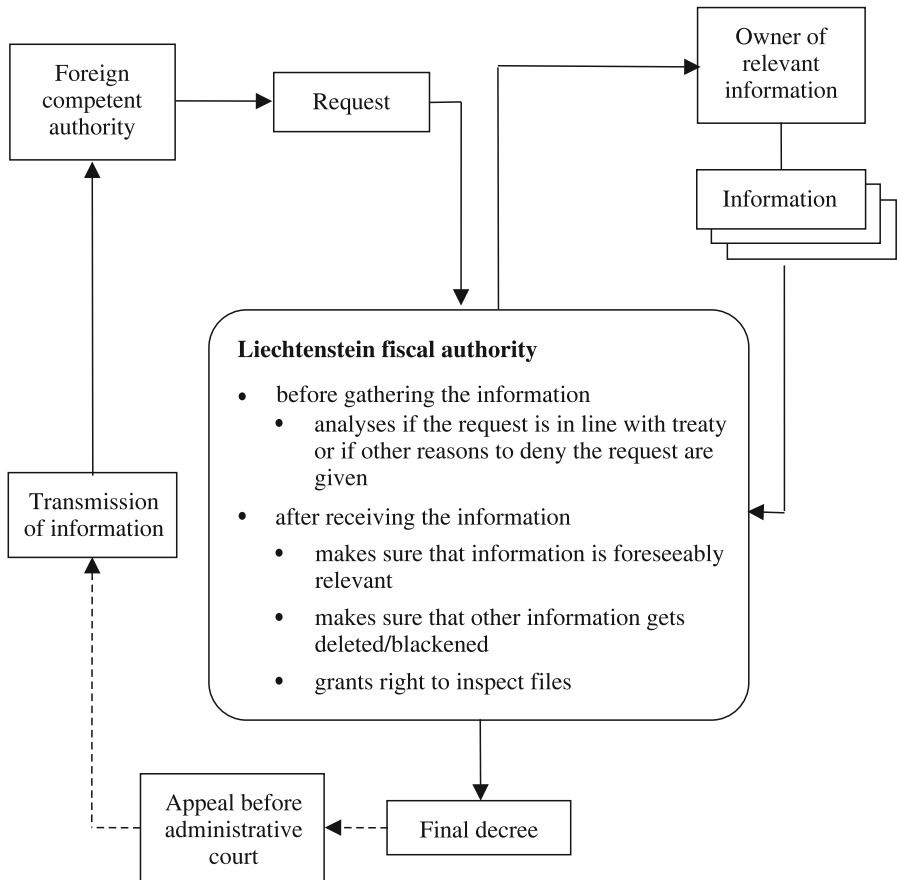 Foreign
competent
authority
Request
Owner of
relevant
information
Information
Liechtenstein fiscal authority
• before gathering the information
• analyses if the request is in line with treaty
or if other reasons to deny the request are
given
• after receiving the information
• makes sure that information is foreseeably
relevant
• makes sure that other information gets
deleted/blackened
• grants right to inspect files
Transmission
of information
Appeal before
administrative
court
Final decree